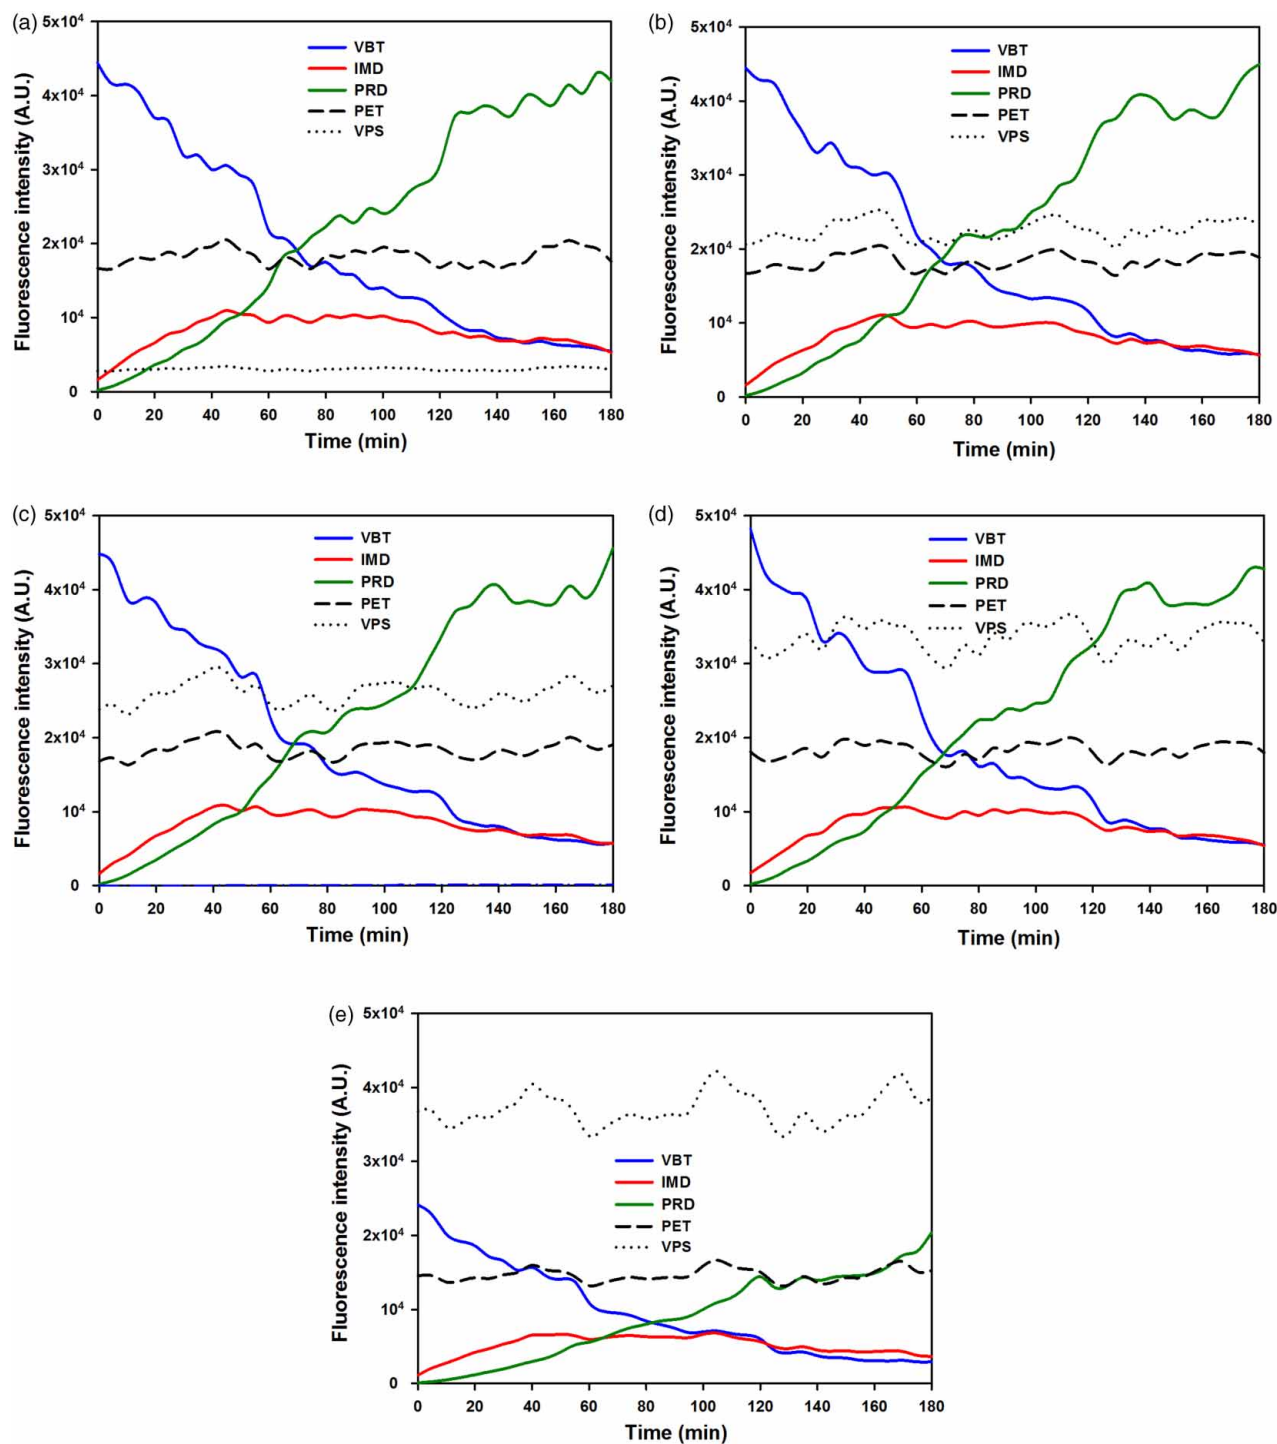 (a)
Fluorescence intensity (A.U.)
5x10⁴
4x10⁴
3x10⁴
2x10⁴
10⁴
0
VBT
IMD
PRD
PET
VPS
0 20 40 60 80 100 120 140 160 180
Time (min)
(b)
Fluorescence intensity (A.U.)
5x10⁴
4x10⁴
3x10⁴
2x10⁴
10⁴
0
VBT
IMD
PRD
PET
VPS
0 20 40 60 80 100 120 140 160 180
Time (min)
(c)
Fluorescence intensity (A.U.)
5x10⁴
4x10⁴
3x10⁴
2x10⁴
10⁴
0
VBT
IMD
PRD
PET
VPS
0 20 40 60 80 100 120 140 160 180
Time (min)
(d)
Fluorescence intensity (A.U.)
5x10⁴
4x10⁴
3x10⁴
2x10⁴
10⁴
0
VBT
IMD
PRD
PET
VPS
0 20 40 60 80 100 120 140 160 180
Time (min)
(e)
Fluorescence intensity (A.U.)
5x10⁴
4x10⁴
3x10⁴
2x10⁴
10⁴
0
VBT
IMD
PRD
PET
VPS
0 20 40 60 80 100 120 140 160 180
Time (min)